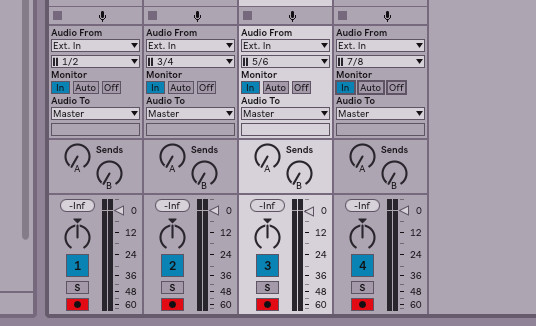 Audio From Audio From Audio From Audio From
Ext. In Ext. In Ext. In Ext. In
1/2 3/4 5/6 7/8
Monitor Monitor Monitor Monitor
In Auto Off In Auto Off In Auto Off In Auto Off
Audio To Audio To Audio To Audio To
Master Master Master Master
Sends Sends Sends Sends
A A A A
B B B B
-Inf 0 -Inf 0 -Inf 0 -Inf 0
12 12 12 12
24 24 24 24
1 2 3 4
36 36 36 36
S 48 S 48 S 48 S 48
60 60 60 60